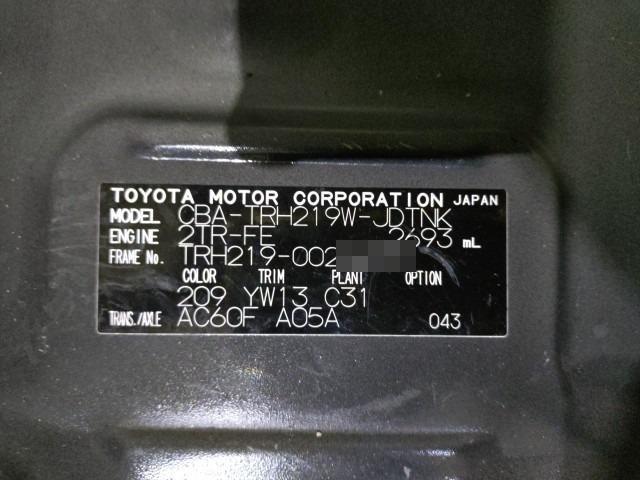 TOYOTA MOTOR CORPORATION JAPAN
MODEL CBA-TRH219W-JDTNK
ENGINE 2TR-FE 2693 mL
FRAME No. TRH219-002
COLOR TRIM PLANT OPTION
209 YW13 C31
TRANS./AXLE AC60F A05A 043